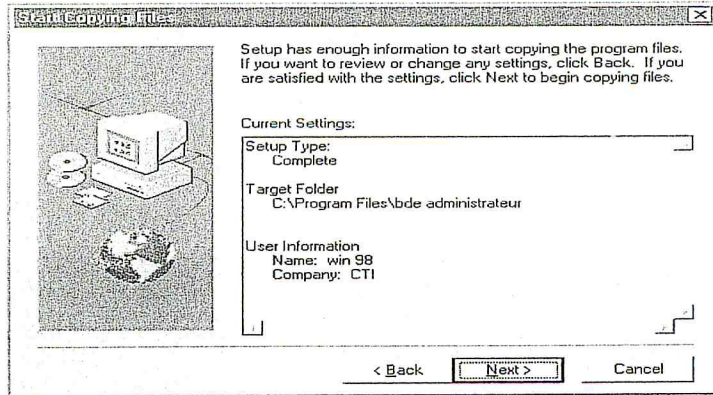 Start Copying Files
Setup has enough information to start copying the program files.
If you want to review or change any settings, click Back. If you
are satisfied with the settings, click Next to begin copying files.
Current Settings:
Setup Type:
Complete
Target Folder
C:\Program Files\bde administrateur
User Information
Name: win 98
Company: CTI
< Back
Next >
Cancel